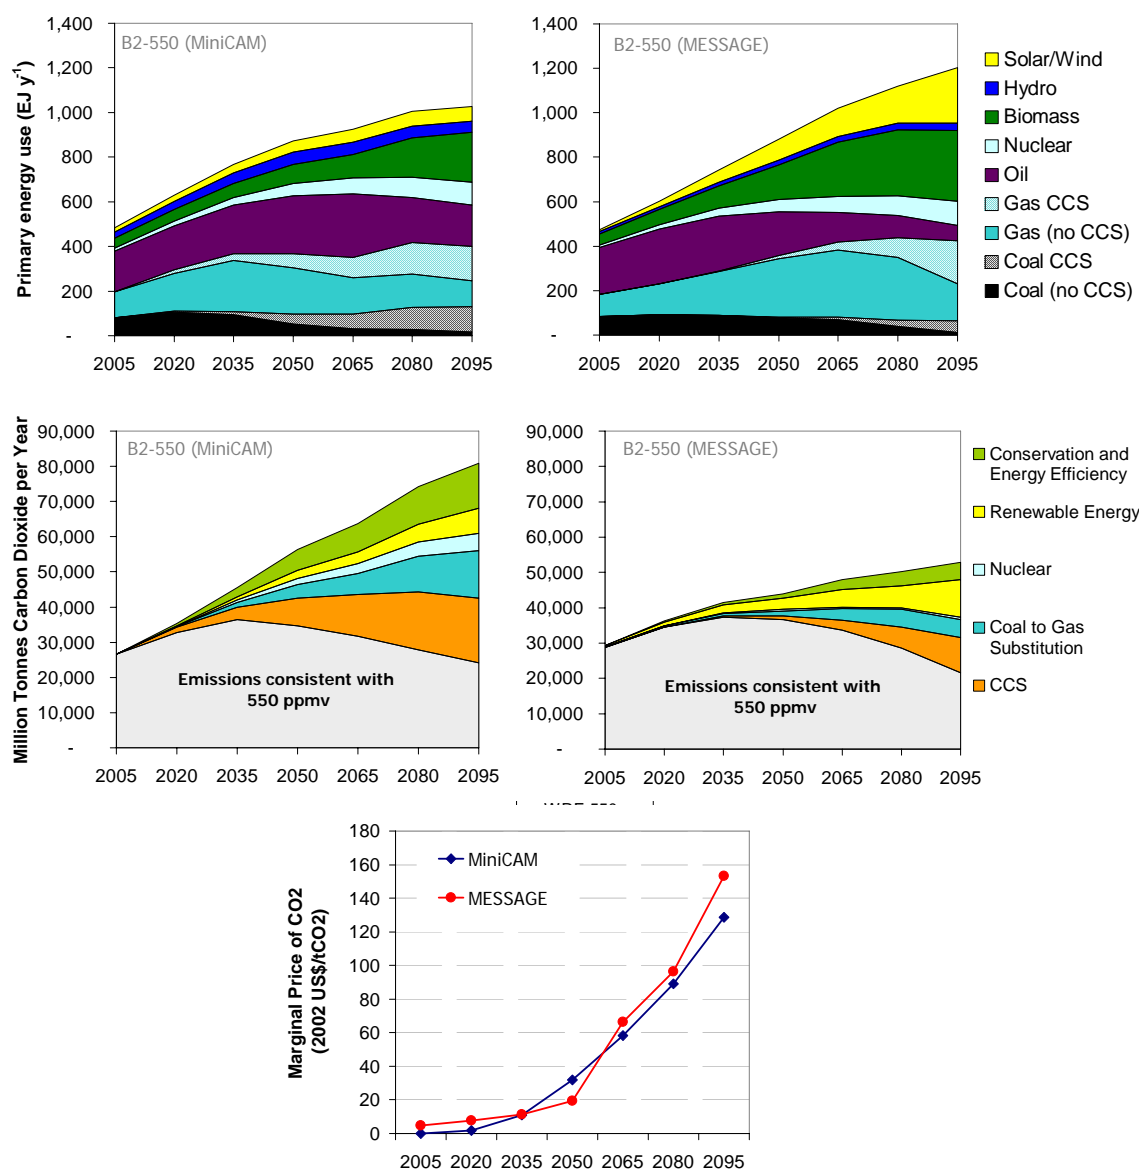 1,400
1,200
1,000
800
600
400
200
-
Primary energy use (EJ y-1)
B2-550 (MiniCAM)
2005 2020 2035 2050 2065 2080 2095
1,400
1,200
1,000
800
600
400
200
-
B2-550 (MESSAGE)
2005 2020 2035 2050 2065 2080 2095
Solar/Wind
Hydro
Biomass
Nuclear
Oil
Gas CCS
Gas (no CCS)
Coal CCS
Coal (no CCS)
90,000
80,000
70,000
60,000
50,000
40,000
30,000
20,000
10,000
-
Million Tonnes Carbon Dioxide per Year
B2-550 (MiniCAM)
Emissions consistent with
550 ppmv
2005 2020 2035 2050 2065 2080 2095
90,000
80,000
70,000
60,000
50,000
40,000
30,000
20,000
10,000
-
B2-550 (MESSAGE)
Emissions consistent with
550 ppmv
2005 2020 2035 2050 2065 2080 2095
Conservation and
Energy Efficiency
Renewable Energy
Nuclear
Coal to Gas
Substitution
CCS
180
160
140
120
100
80
60
40
20
0
Marginal Price of CO2
(2002 US$/tCO2)
MiniCAM
MESSAGE
2005 2020 2035 2050 2065 2080 2095